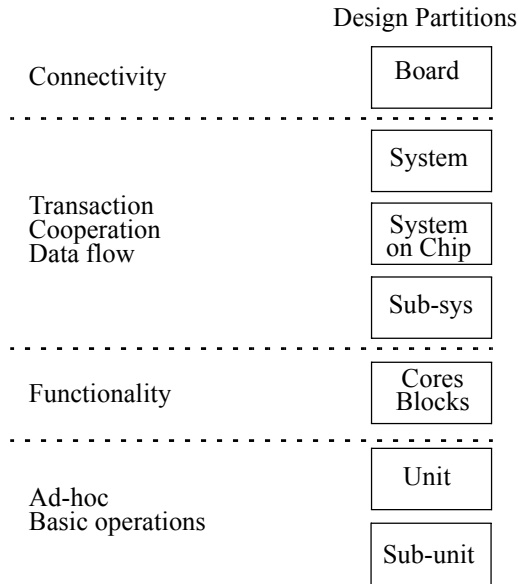 Design Partitions
Connectivity
Board
System
Transaction
Cooperation
Data flow
System
on Chip
Sub-sys
Functionality
Cores
Blocks
Unit
Ad-hoc
Basic operations
Sub-unit